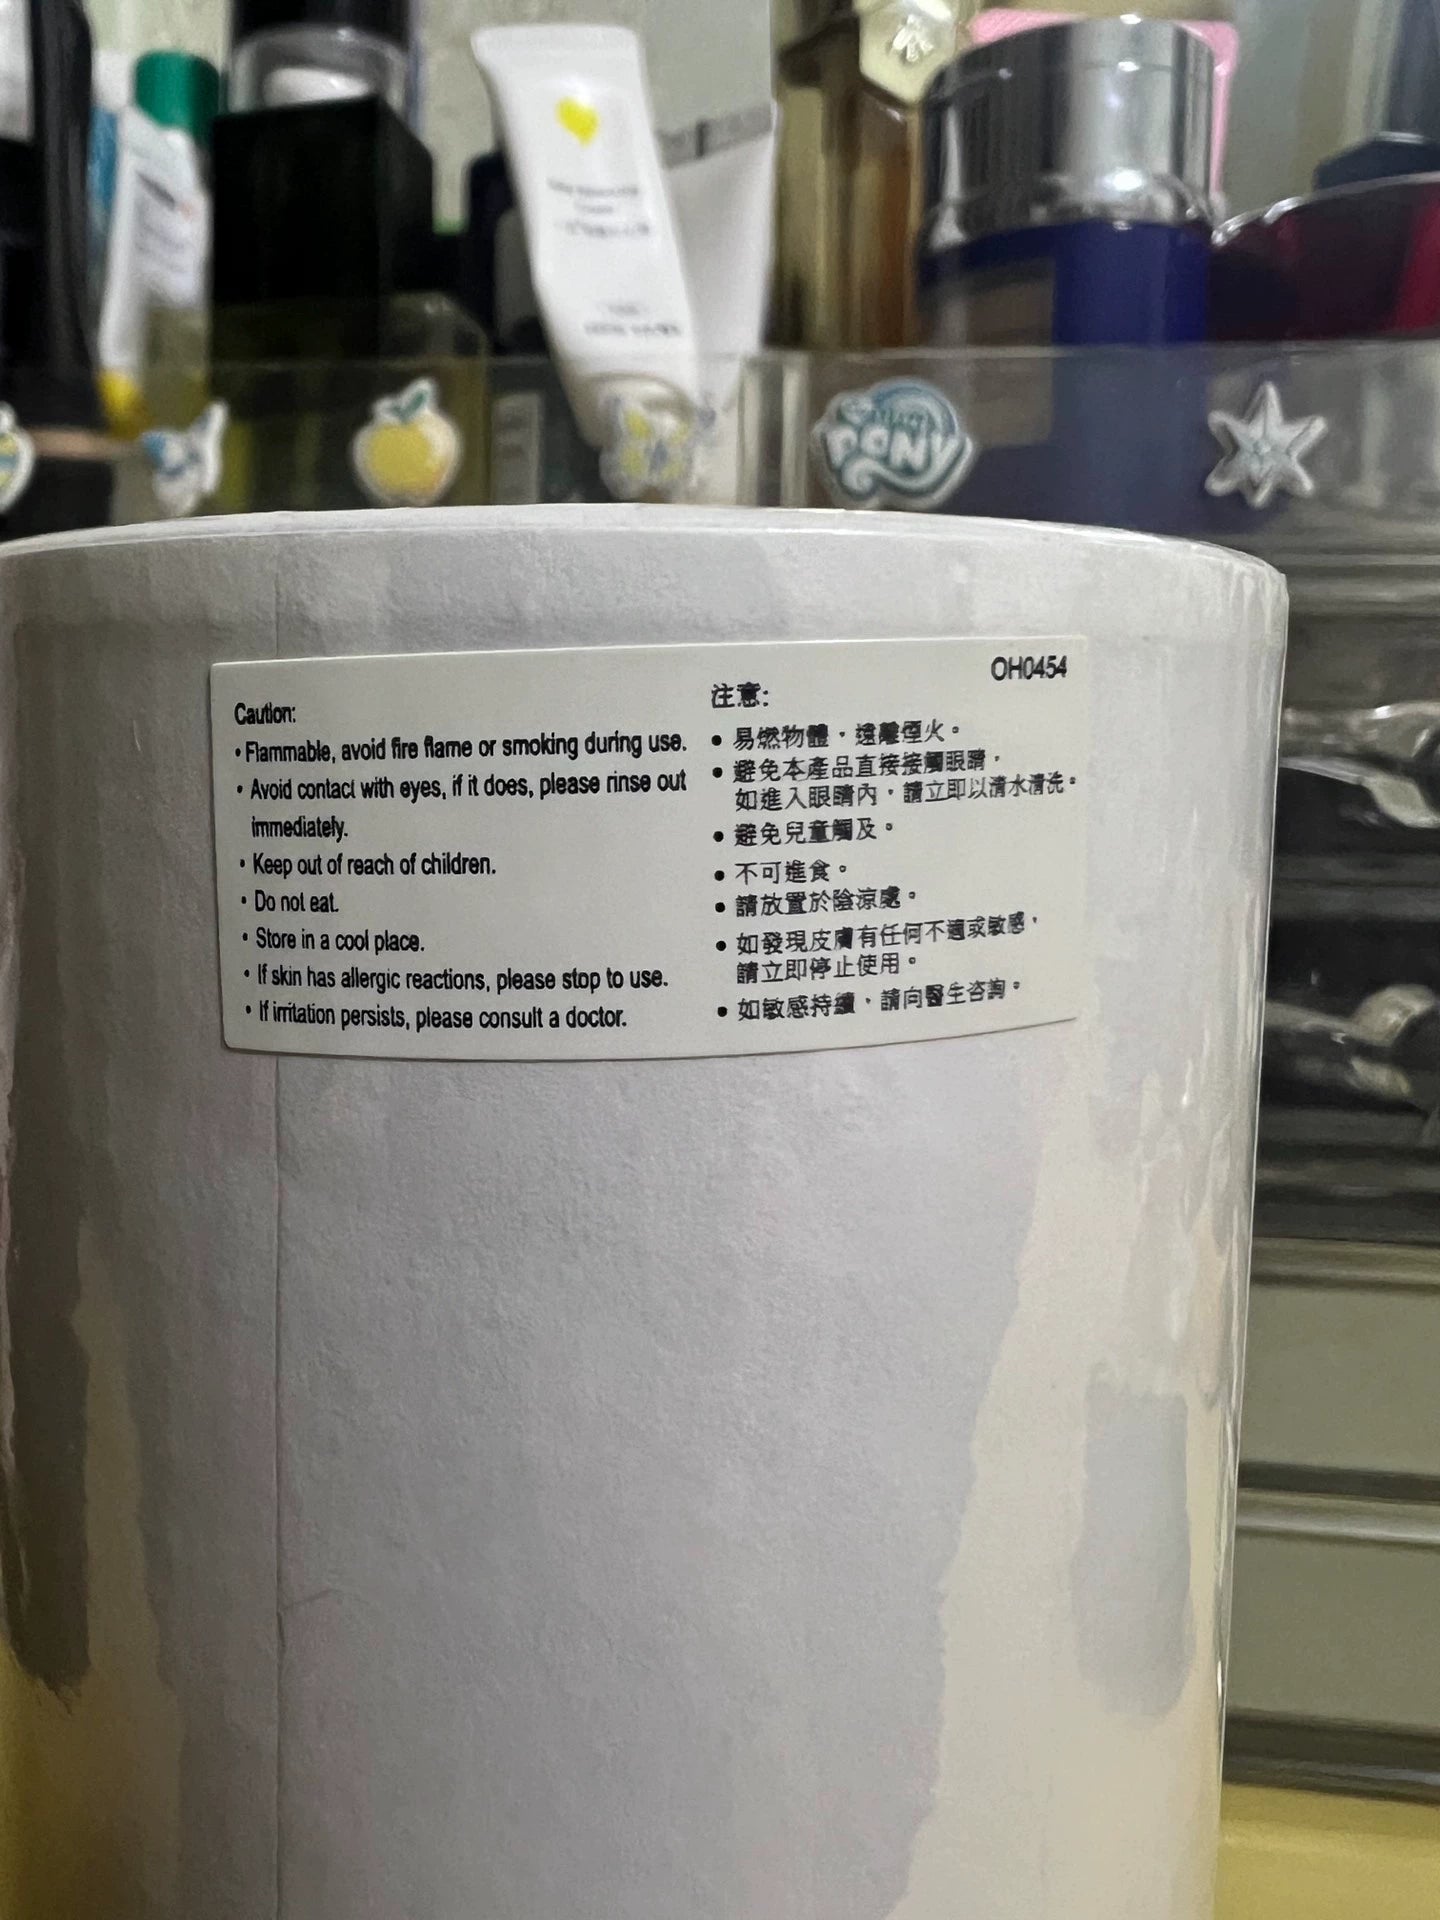 PONY
OH0454
Caution:
• Flammable, avoid fire flame or smoking during use.
• Avoid contact with eyes, if it does, please rinse out
immediately.
• Keep out of reach of children.
• Do not eat.
• Store in a cool place.
• If skin has allergic reactions, please stop to use.
• If irritation persists, please consult a doctor.
注意:
• 易燃物體，遠離煙火。
• 避免本產品直接接觸眼睛，
如進入眼睛內，請立即以清水清洗。
• 避免兒童觸及。
• 不可進食。
• 請放置於陰涼處。
• 如發現皮膚有任何不適或敏感，
請立即停止使用。
• 如敏感持續，請向醫生咨詢。